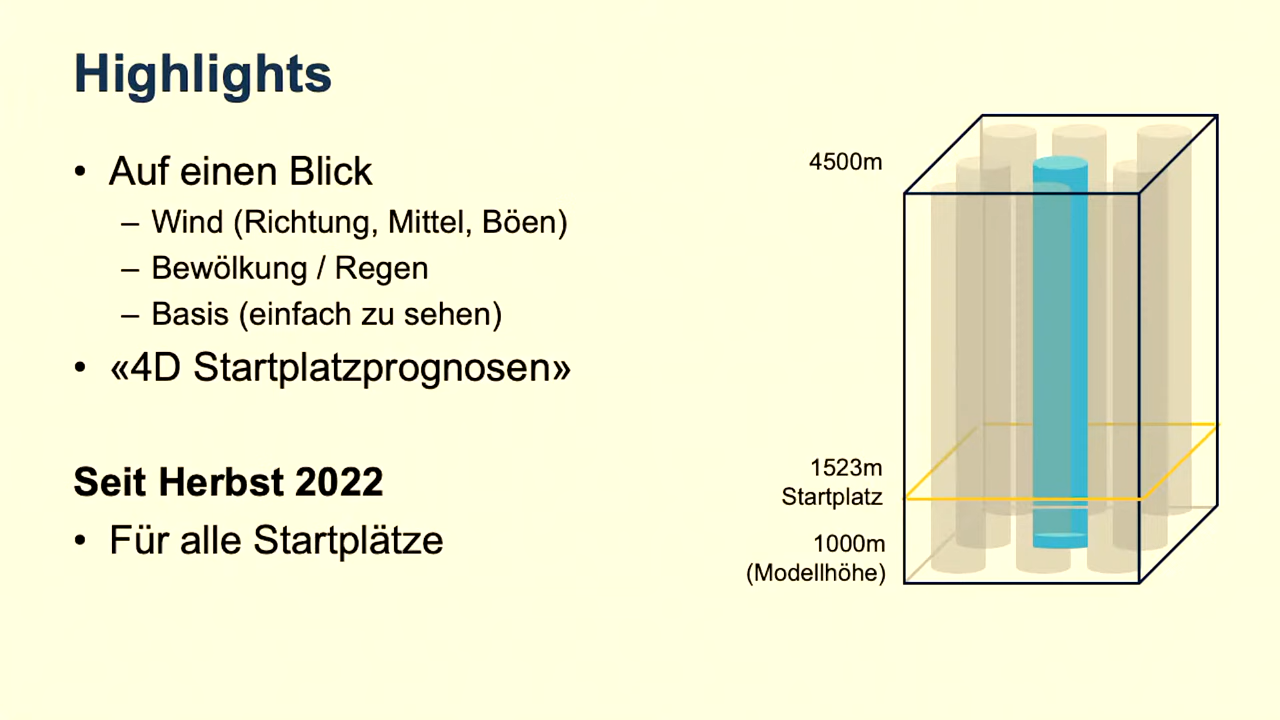 Highlights
• Auf einen Blick
– Wind (Richtung, Mittel, Böen)
– Bewölkung / Regen
– Basis (einfach zu sehen)
• «4D Startplatzprognosen»
Seit Herbst 2022
• Für alle Startplätze
4500m
1523m
Startplatz
1000m
(Modellhöhe)